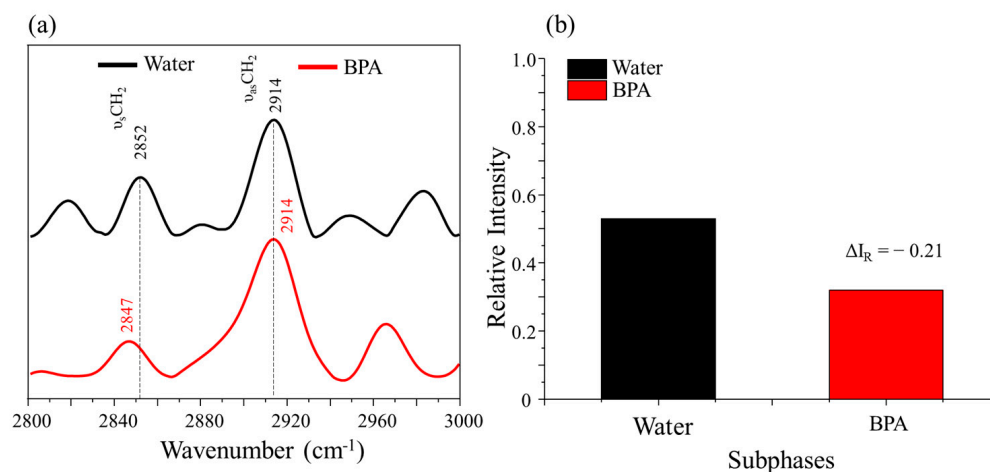 (a)
Water
BPA
υsCH2
2852
υasCH2
2914
2914
2847
2800 2840 2880 2920 2960 3000
Wavenumber (cm-1)
(b)
Water
BPA
1.0
0.8
0.6
0.4
0.2
0
Relative Intensity
ΔIR = − 0.21
Water BPA
Subphases